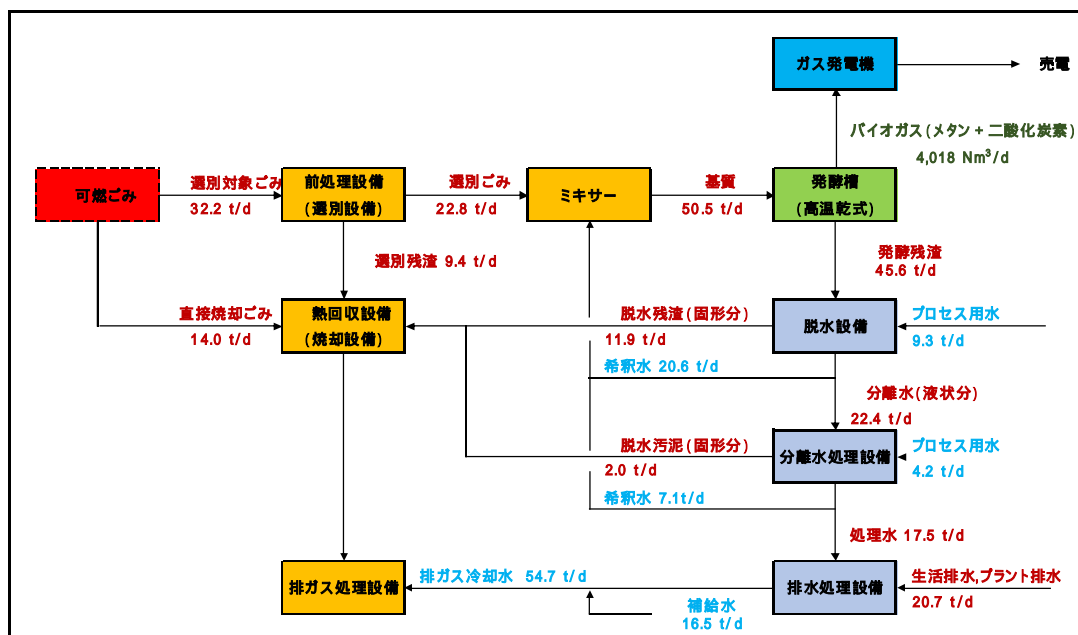 ガス発電機
売電
バイオガス(メタン + 二酸化炭素)
4,018 Nm³/d
可燃ごみ
選別対象ごみ
32.2 t/d
前処理設備
(選別設備)
選別ごみ
22.8 t/d
ミキサー
基質
50.5 t/d
発酵槽
(高温乾式)
選別残渣 9.4 t/d
発酵残渣
45.6 t/d
直接焼却ごみ
14.0 t/d
熱回収設備
(焼却設備)
脱水残渣(固形分)
11.9 t/d
脱水設備
プロセス用水
9.3 t/d
希釈水 20.6 t/d
分離水(液状分)
22.4 t/d
脱水汚泥(固形分)
2.0 t/d
分離水処理設備
プロセス用水
4.2 t/d
希釈水 7.1t/d
処理水 17.5 t/d
排ガス処理設備
排ガス冷却水 54.7 t/d
補給水
16.5 t/d
排水処理設備
生活排水,プラント排水
20.7 t/d